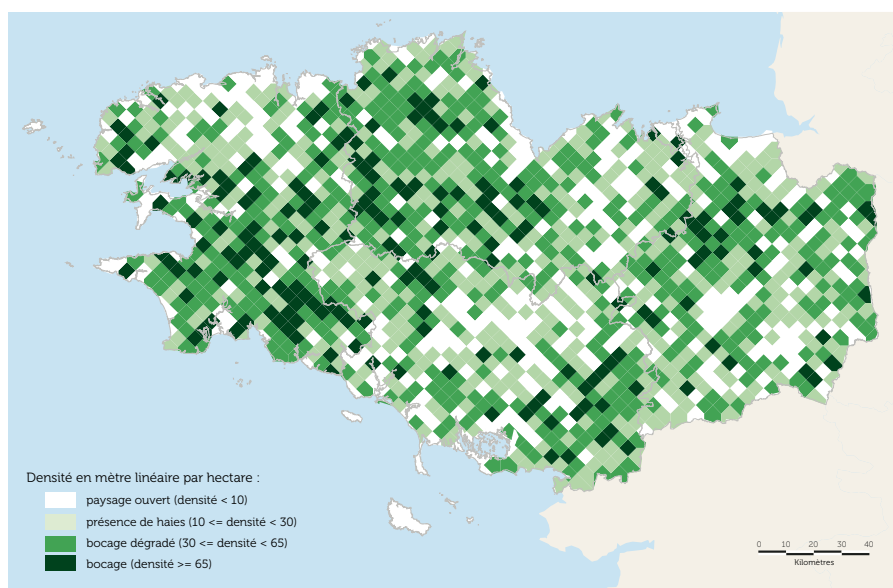 Densité en mètre linéaire par hectare :
paysage ouvert (densité < 10)
présence de haies (10 <= densité < 30)
bocage dégradé (30 <= densité < 65)
bocage (densité >= 65)
0 10 20 30 40
Kilomètres